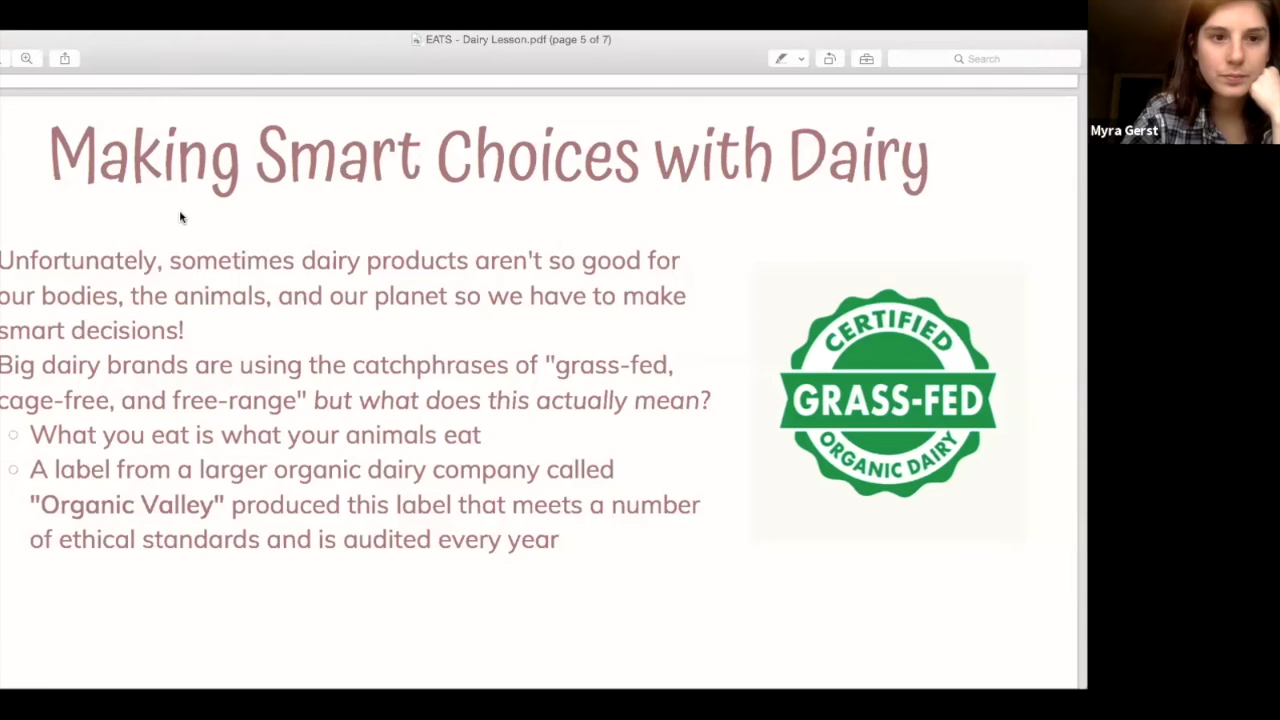 EATS - Dairy Lesson.pdf (page 5 of 7)
Search
Making Smart Choices with Dairy
Unfortunately, sometimes dairy products aren't so good for
our bodies, the animals, and our planet so we have to make
smart decisions!
Big dairy brands are using the catchphrases of "grass-fed,
cage-free, and free-range" but what does this actually mean?
What you eat is what your animals eat
A label from a larger organic dairy company called
"Organic Valley" produced this label that meets a number
of ethical standards and is audited every year
CERTIFIED
GRASS-FED
ORGANIC DAIRY
Myra Gerst